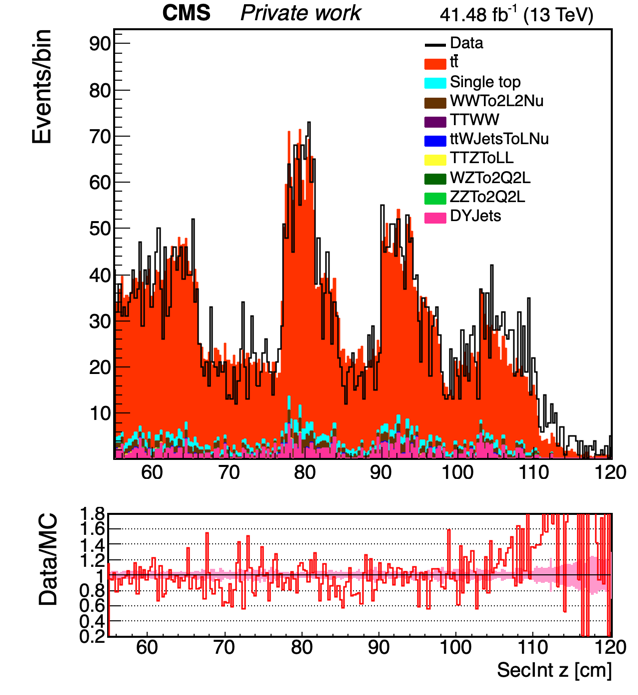 CMS Private work 41.48 fb⁻¹ (13 TeV)
Events/bin
90
80
70
60
50
40
30
20
10
Data
tt̄
Single top
WWTo2L2Nu
TTWW
ttWJetsToLNu
TTZToLL
WZTo2Q2L
ZZTo2Q2L
DYJets
60 70 80 90 100 110 120
Data/MC
1.8
1.6
1.4
1.2
1
0.8
0.6
0.4
0.2
60 70 80 90 100 110 120
SecInt z [cm]